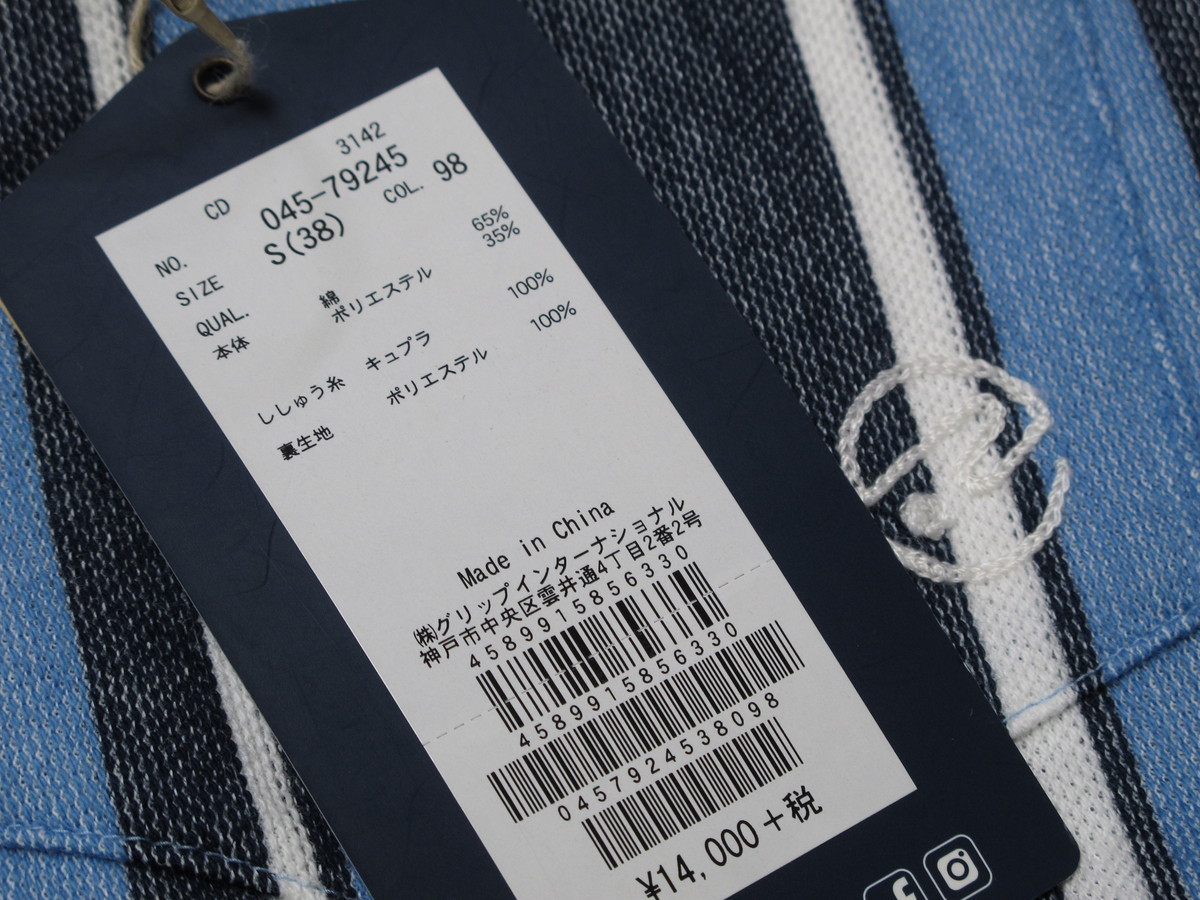 3142
CD
NO. 045-79245 COL. 98
SIZE S(38)
QUAL.
本体 綿 65%
ポリエステル 35%
ししゅう糸 キュプラ 100%
裏生地 ポリエステル 100%
Made in China
㈱グリップインターナショナル
神戸市中央区雲井通4丁目2番2号
4589915856330
4589915856330
0457924538098
¥14,000+税